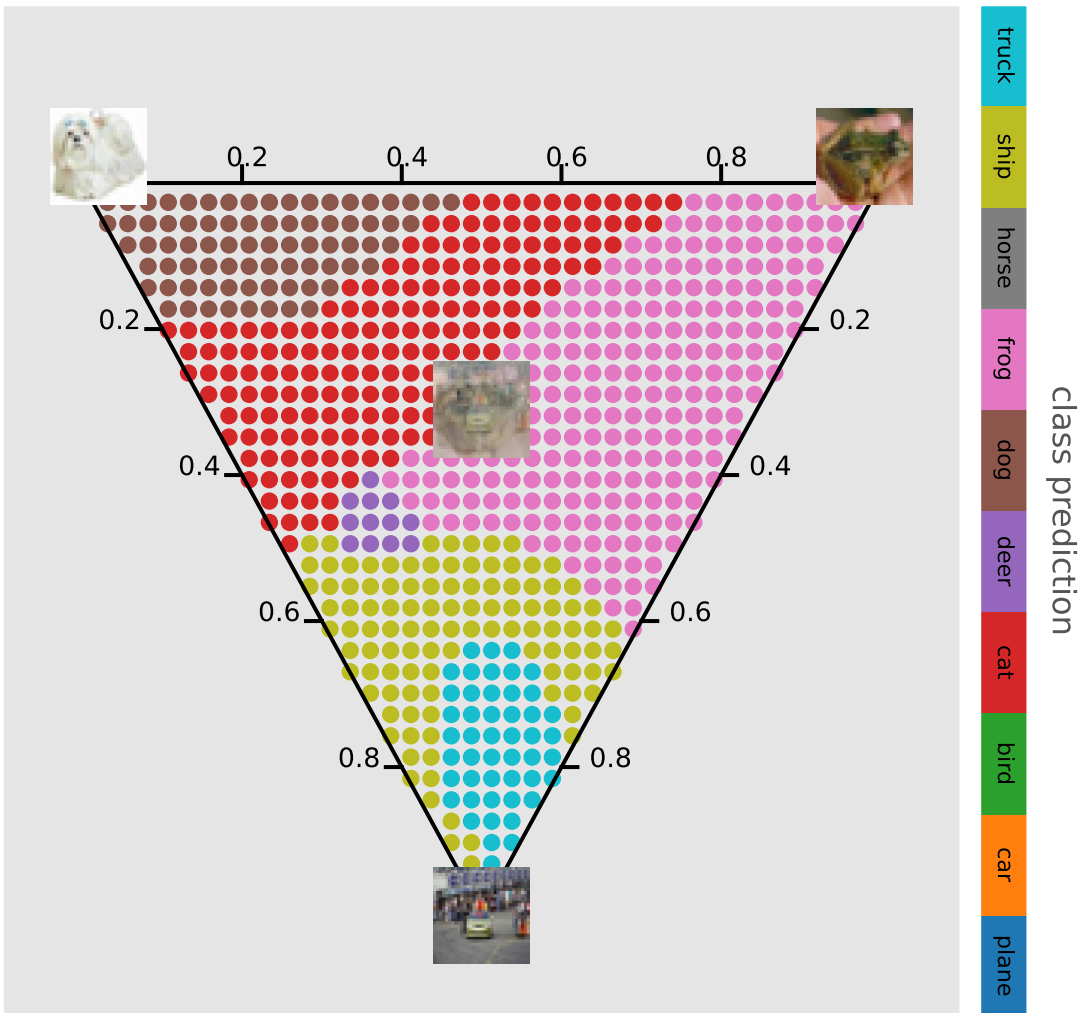 0.2 0.4 0.6 0.8
0.2 0.2
0.4 0.4
0.6 0.6
0.8 0.8
truck
ship
horse
frog
dog
deer
cat
bird
car
plane
class prediction